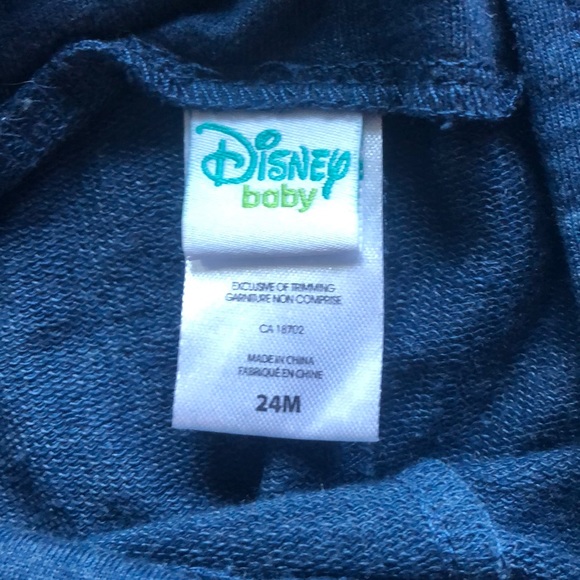 Disney
baby
EXCLUSIVE OF TRIMMING
GARNITURE NON COMPRISE
CA 18702
MADE IN CHINA
FABRIQUÉ EN CHINE
24M